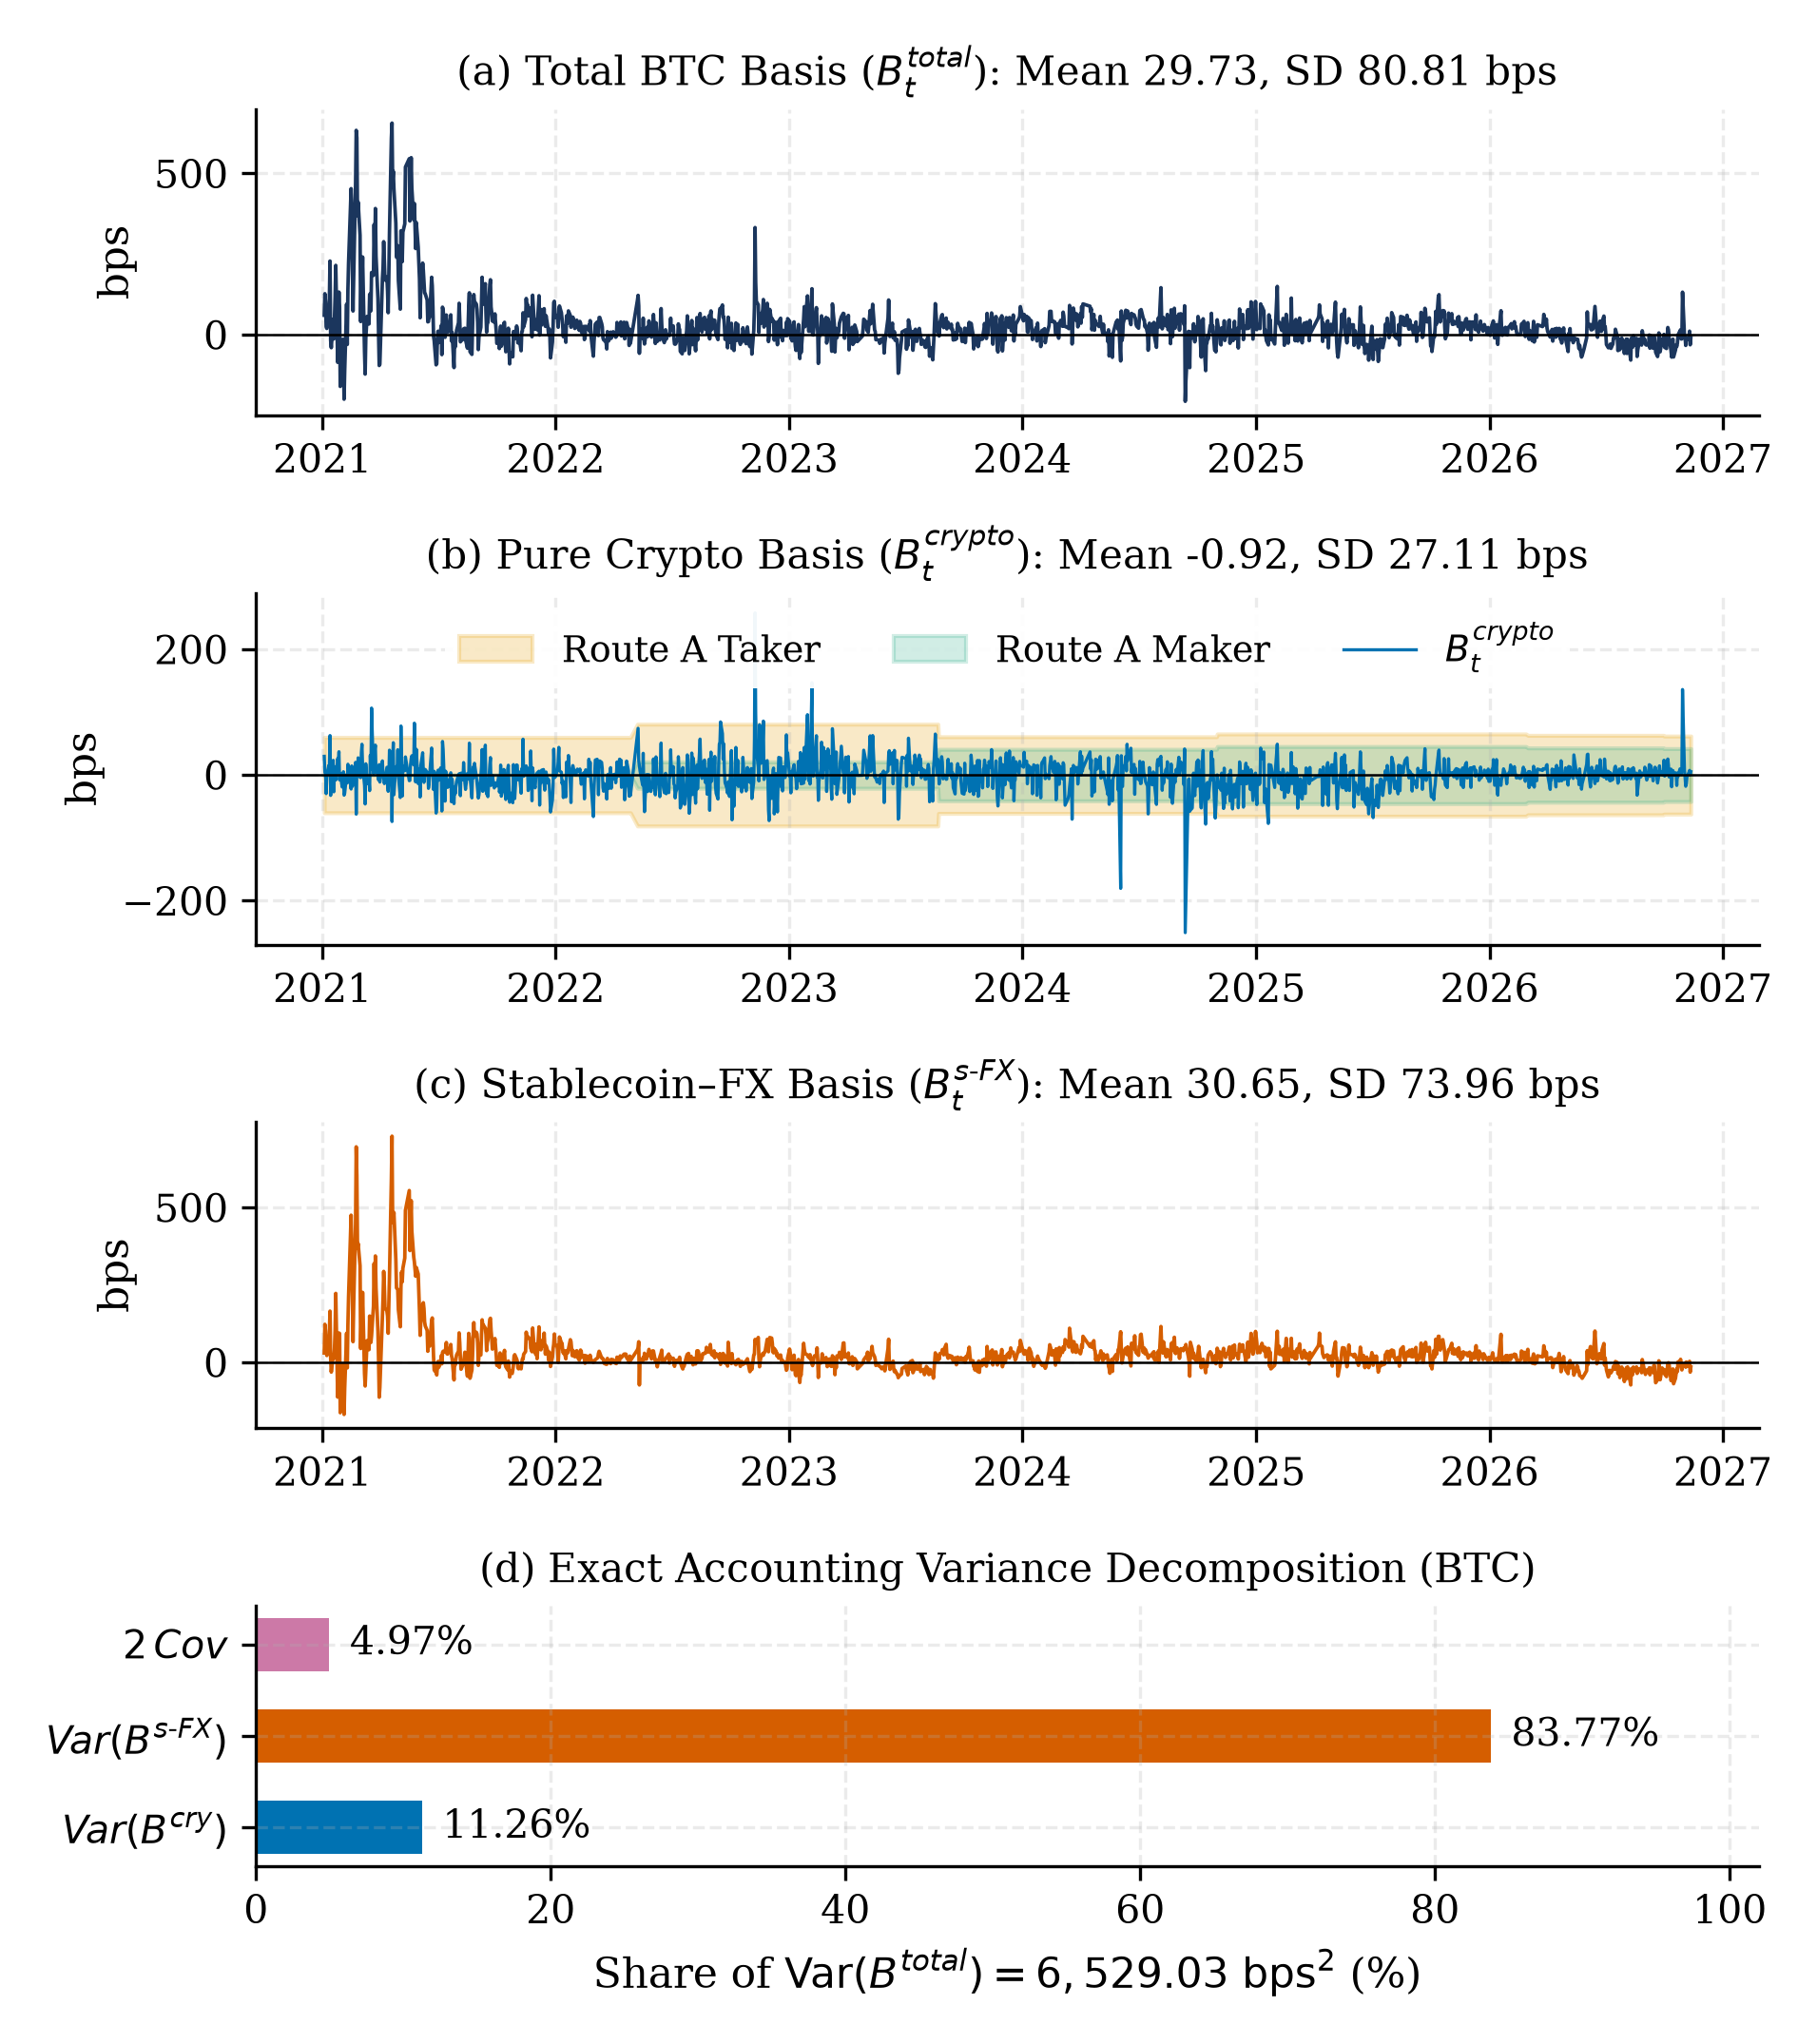 (a) Total BTC Basis (B_t^total): Mean 29.73, SD 80.81 bps
bps
500
0
2021 2022 2023 2024 2025 2026 2027
(b) Pure Crypto Basis (B_t^crypto): Mean -0.92, SD 27.11 bps
Route A Taker Route A Maker B_t^crypto
bps
200
0
−200
2021 2022 2023 2024 2025 2026 2027
(c) Stablecoin–FX Basis (B_t^s-FX): Mean 30.65, SD 73.96 bps
bps
500
0
2021 2022 2023 2024 2025 2026 2027
(d) Exact Accounting Variance Decomposition (BTC)
2 Cov 4.97%
Var(B^s-FX) 83.77%
Var(B^cry) 11.26%
0 20 40 60 80 100
Share of Var(B^total) = 6,529.03 bps² (%)